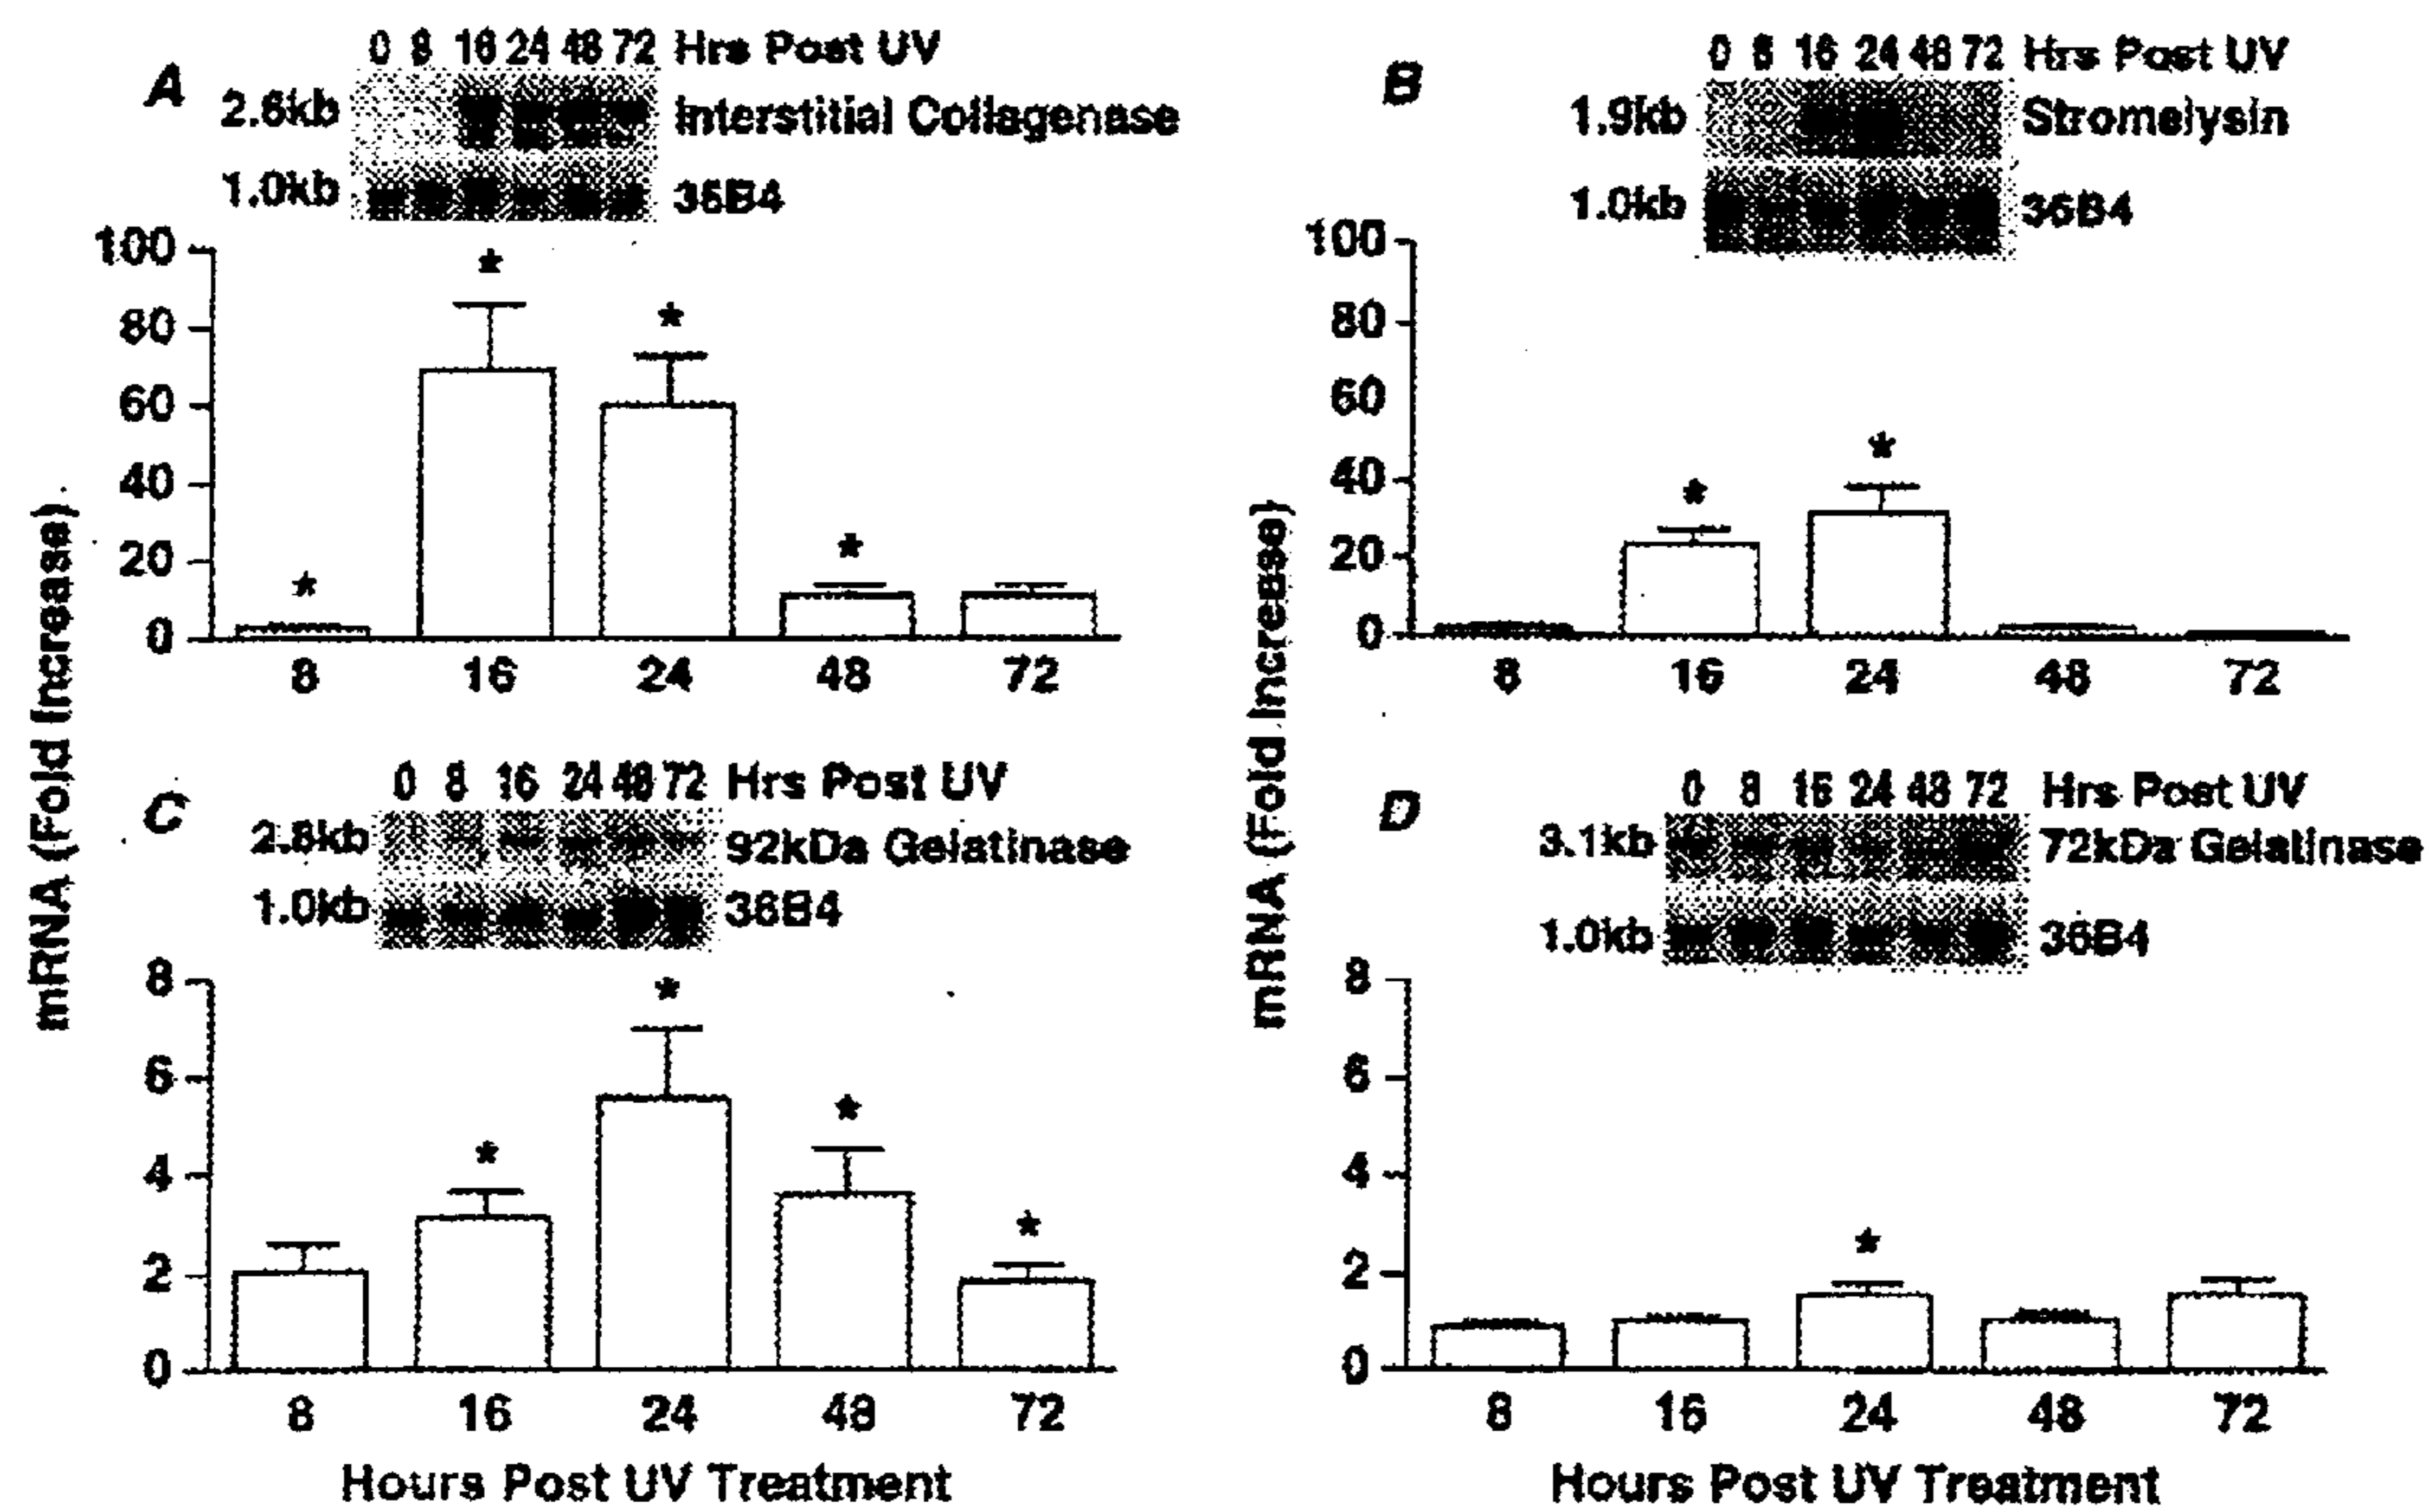 A
0 8 16 24 48 72 Hrs Post UV
2.6kb Interstitial Collagenase
1.0kb 36B4
100
80
60
40
20
0
* * * *
8 16 24 48 72
B
0 8 16 24 48 72 Hrs Post UV
1.9kb Stromelysin
1.0kb 36B4
100
80
60
40
20
0
* *
8 16 24 48 72
mRNA (Fold Increase)
mRNA (Fold Increase)
C
0 8 16 24 48 72 Hrs Post UV
2.8kb 92kDa Gelatinase
1.0kb 36B4
8
6
4
2
0
* * * *
8 16 24 48 72
Hours Post UV Treatment
D
0 8 16 24 48 72 Hrs Post UV
3.1kb 72kDa Gelatinase
1.0kb 36B4
8
6
4
2
0
*
8 16 24 48 72
Hours Post UV Treatment